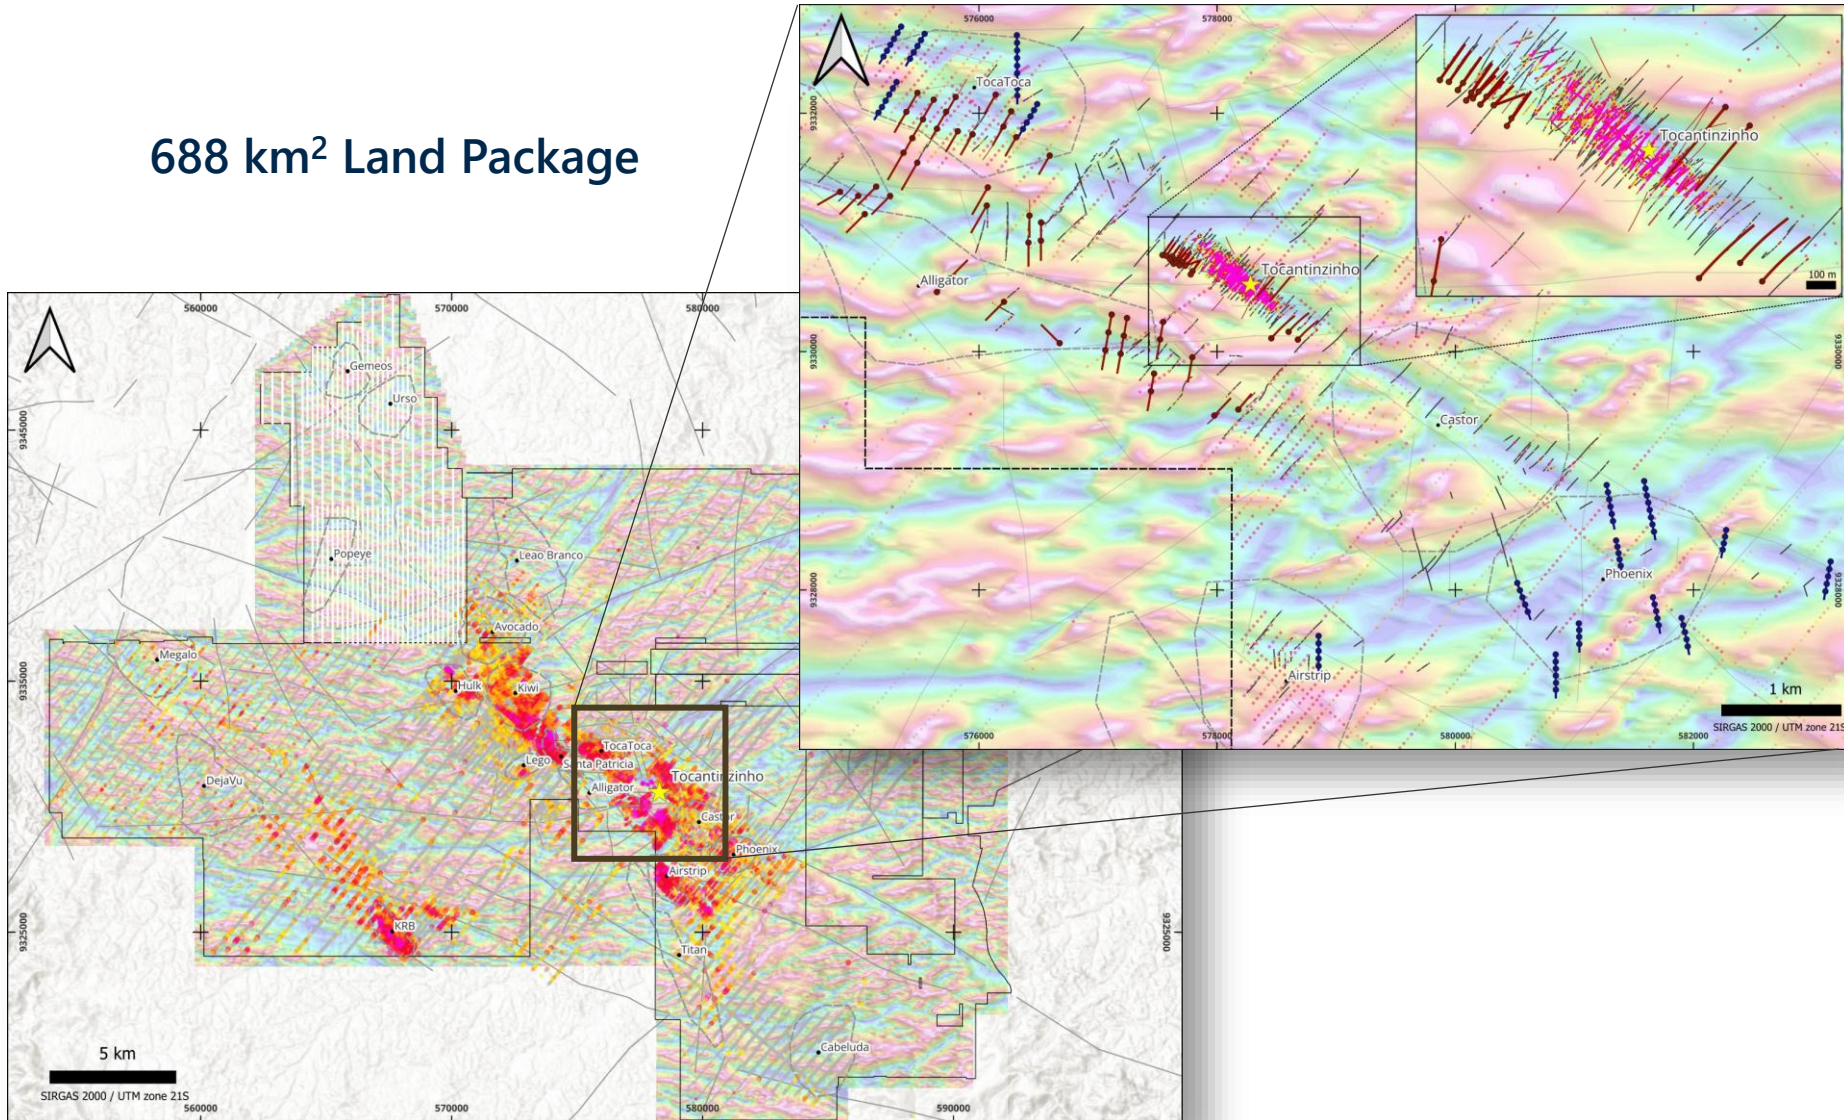 688 km² Land Package
576000
578000
TocaToca
9332000
Alligator
Tocantinzinho
9330000
9330000
Castor
9328000
9328000
Phoenix
Airstrip
1 km
SIRGAS 2000 / UTM zone 21S
576000
578000
580000
582000
Tocantinzinho
100 m
560000
570000
580000
Gemeos
Urso
9345000
Popeye
Leao Branco
Avocado
Megalo
9335000
Hulk
Kiwi
TocaToca
Lego
Santa Patricia
Tocantinzinho
DejaVu
Alligator
Castor
Phoenix
Airstrip
KRB
9325000
9325000
Titan
Cabeluda
5 km
SIRGAS 2000 / UTM zone 21S
560000
570000
580000
590000